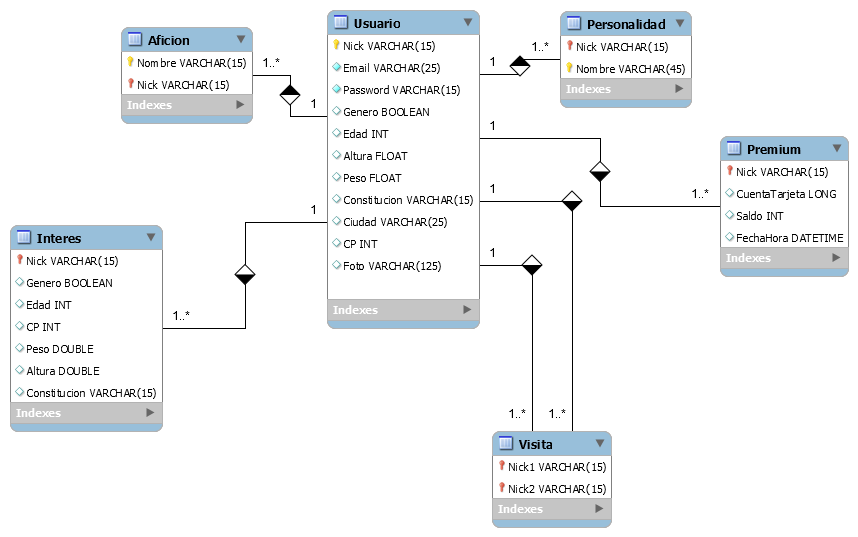 Aficion
Nombre VARCHAR(15)
Nick VARCHAR(15)
Indexes
1..*
1
Usuario
Nick VARCHAR(15)
Email VARCHAR(25)
Password VARCHAR(15)
Genero BOOLEAN
Edad INT
Altura FLOAT
Peso FLOAT
Constitucion VARCHAR(15)
Ciudad VARCHAR(25)
CP INT
Foto VARCHAR(125)
Indexes
1
1..*
Personalidad
Nick VARCHAR(15)
Nombre VARCHAR(45)
Indexes
1
1..*
Premium
Nick VARCHAR(15)
CuentaTarjeta LONG
Saldo INT
FechaHora DATETIME
Indexes
1
1..*
Interes
Nick VARCHAR(15)
Genero BOOLEAN
Edad INT
CP INT
Peso DOUBLE
Altura DOUBLE
Constitucion VARCHAR(15)
Indexes
1
1
1..*
1..*
Visita
Nick1 VARCHAR(15)
Nick2 VARCHAR(15)
Indexes